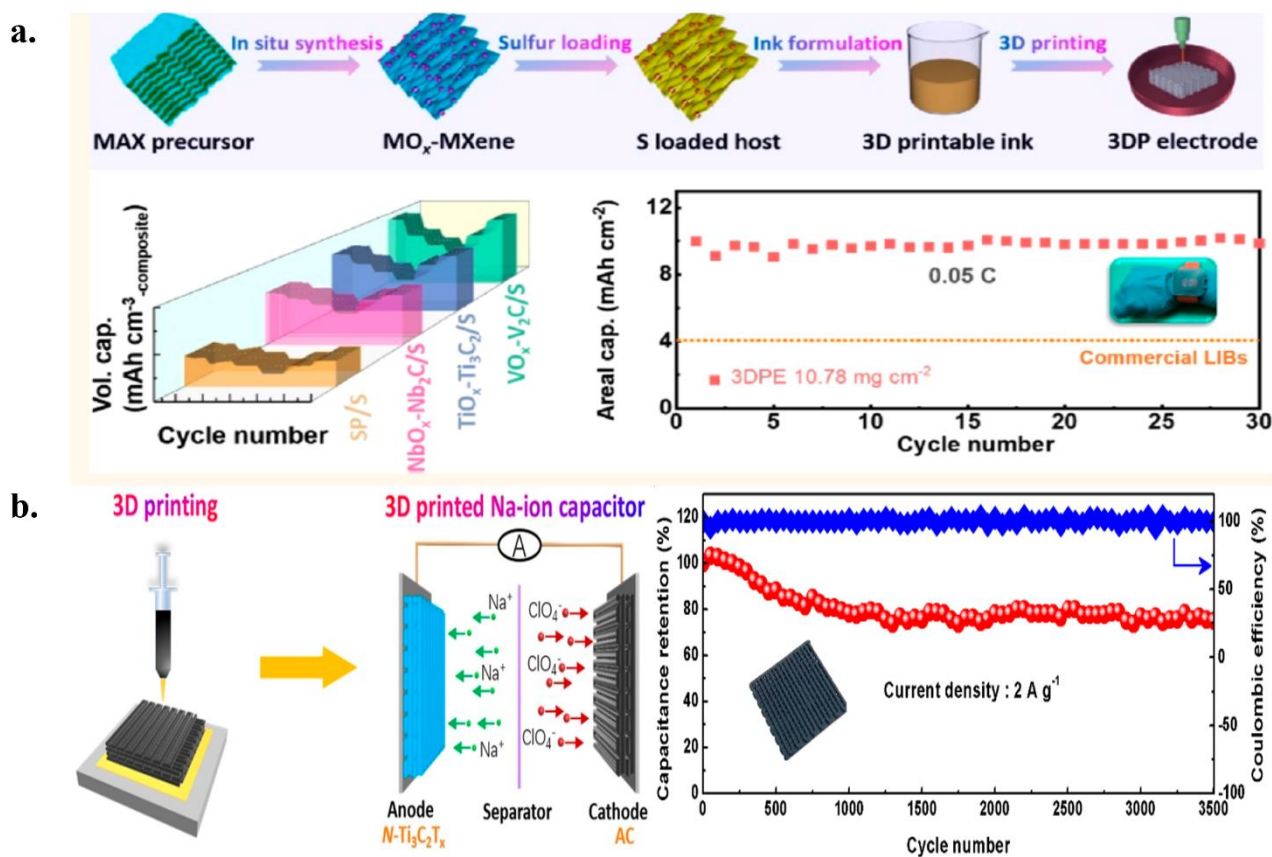 a.
In situ synthesis
Sulfur loading
Ink formulation
3D printing
MAX precursor
MOₓ-MXene
S loaded host
3D printable ink
3DP electrode
Vol. cap.
(mAh cm⁻³-composite)
Cycle number
SP/S
NbOₓ-Nb₂C/S
TiOₓ-Ti₃C₂/S
VOₓ-V₂C/S
Areal cap. (mAh cm⁻²)
12
8
4
0
0.05 C
Commercial LIBs
3DPE 10.78 mg cm⁻²
0 5 10 15 20 25 30
Cycle number
b.
3D printing
3D printed Na-ion capacitor
A
Na⁺
Na⁺
Na⁺
ClO₄⁻
ClO₄⁻
ClO₄⁻
Anode
Separator
Cathode
N-Ti₃C₂Tₓ
AC
Capacitance retention (%)
120
100
80
60
40
20
0
Current density : 2 A g⁻¹
100
50
0
-50
-100
Coulombic efficiency (%)
0 500 1000 1500 2000 2500 3000 3500
Cycle number